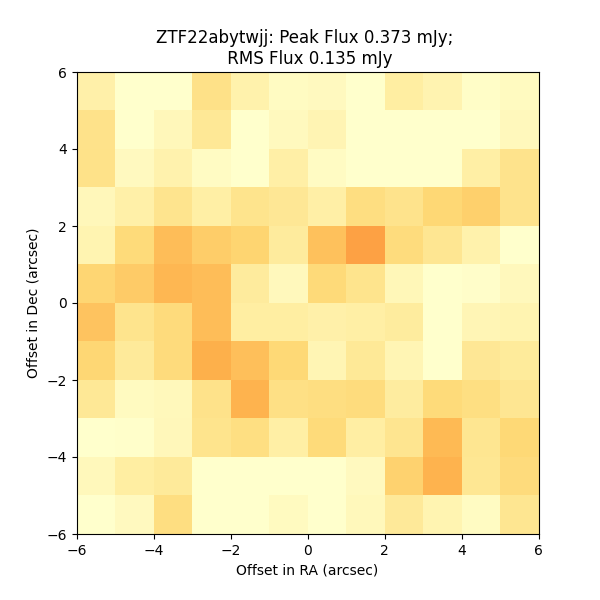 ZTF22abytwjj: Peak Flux 0.373 mJy;
RMS Flux 0.135 mJy
6
4
2
0
−2
−4
−6
Offset in Dec (arcsec)
−6 −4 −2 0 2 4 6
Offset in RA (arcsec)